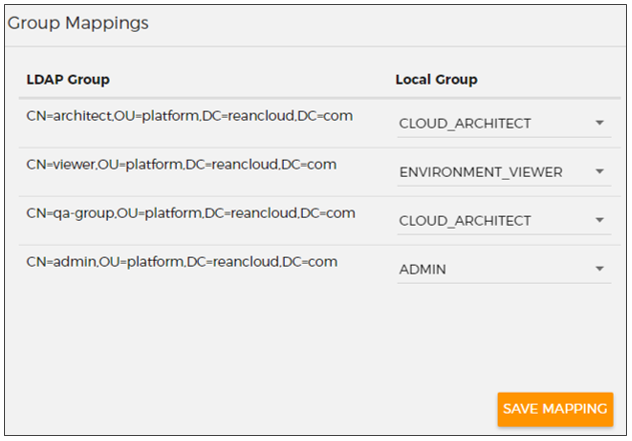 Group Mappings
LDAP Group Local Group
CN=architect,OU=platform,DC=reancloud,DC=com CLOUD_ARCHITECT
CN=viewer,OU=platform,DC=reancloud,DC=com ENVIRONMENT_VIEWER
CN=qa-group,OU=platform,DC=reancloud,DC=com CLOUD_ARCHITECT
CN=admin,OU=platform,DC=reancloud,DC=com ADMIN
SAVE MAPPING